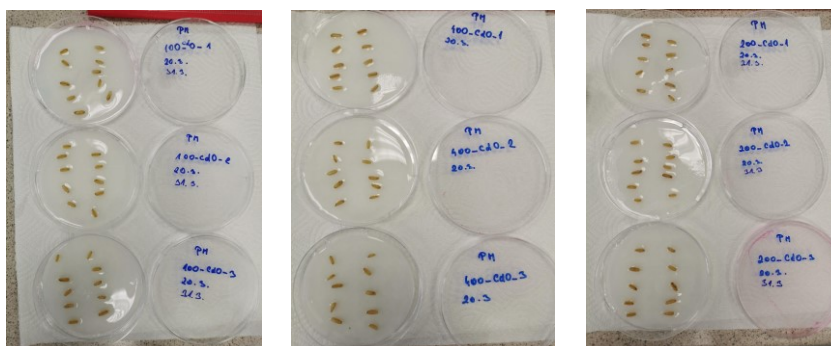 PM
100-CdO-1
20.3.
31.3.
PM
100-CdO-2
20.3.
31.3.
PM
100-CdO-3
20.3.
31.3.
PM
400-CdO-1
20.3.
PM
400-CdO-2
20.3.
PM
400-CdO-3
20.3
PM
200-CdO-1
20.3.
31.3.
PM
200-CdO-2
20.3.
31.3
PM
200-CdO-3
20.3.
31.3.